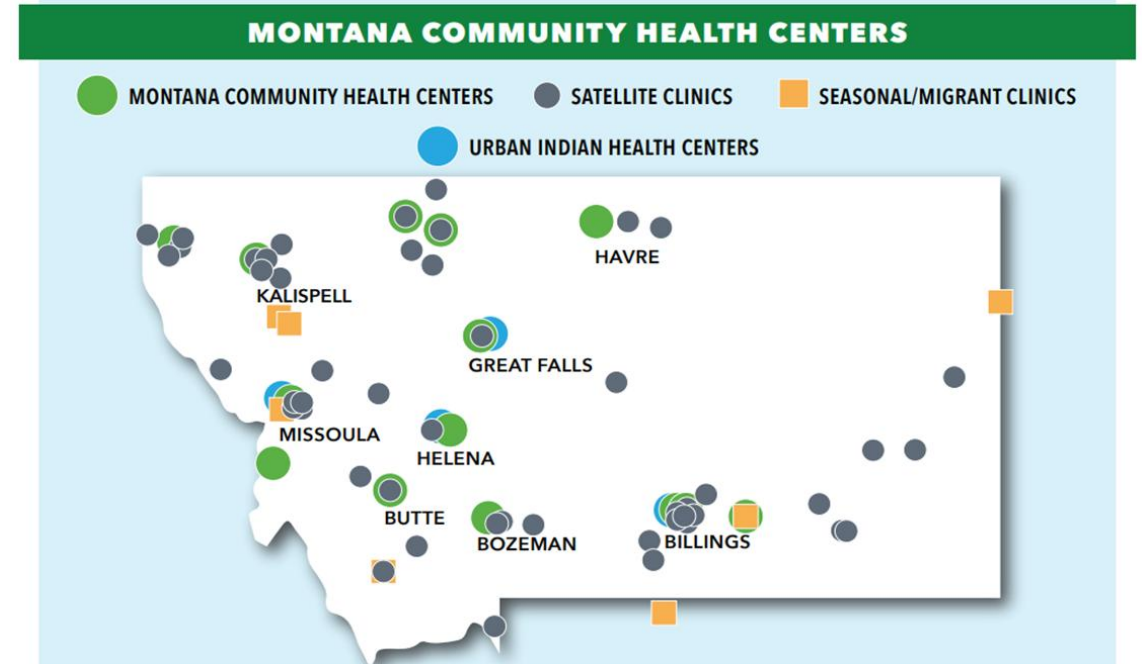 MONTANA COMMUNITY HEALTH CENTERS
MONTANA COMMUNITY HEALTH CENTERS
SATELLITE CLINICS
SEASONAL/MIGRANT CLINICS
URBAN INDIAN HEALTH CENTERS
HAVRE
KALISPELL
GREAT FALLS
MISSOULA
HELENA
BUTTE
BOZEMAN
BILLINGS